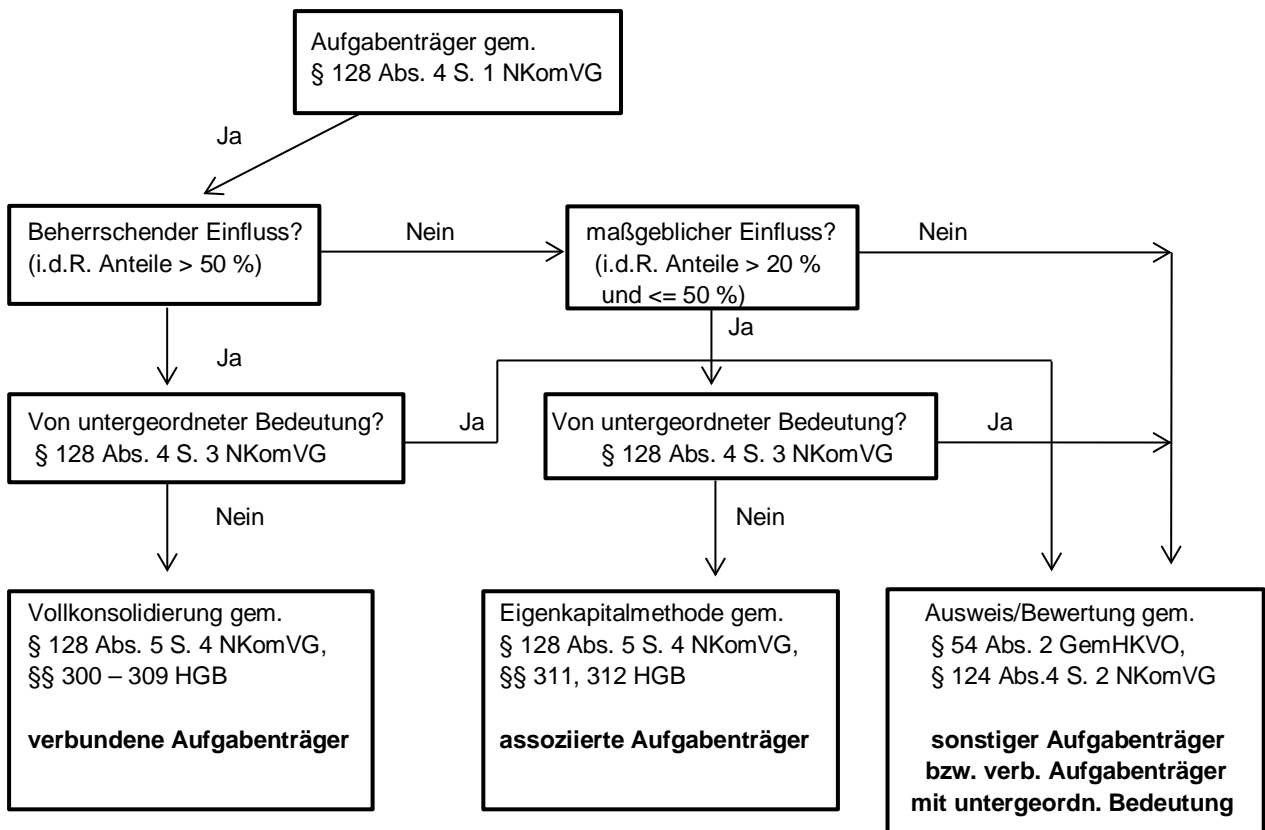 Aufgabenträger gem.
§ 128 Abs. 4 S. 1 NKomVG
Ja
Beherrschender Einfluss?
(i.d.R. Anteile > 50 %)
Nein
maßgeblicher Einfluss?
(i.d.R. Anteile > 20 %
und <= 50 %)
Nein
Ja
Ja
Von untergeordneter Bedeutung?
§ 128 Abs. 4 S. 3 NKomVG
Ja
Von untergeordneter Bedeutung?
§ 128 Abs. 4 S. 3 NKomVG
Ja
Nein
Nein
Vollkonsolidierung gem.
§ 128 Abs. 5 S. 4 NKomVG,
§§ 300 – 309 HGB
verbundene Aufgabenträger
Eigenkapitalmethode gem.
§ 128 Abs. 5 S. 4 NKomVG,
§§ 311, 312 HGB
assoziierte Aufgabenträger
Ausweis/Bewertung gem.
§ 54 Abs. 2 GemHKVO,
§ 124 Abs.4 S. 2 NKomVG
sonstiger Aufgabenträger
bzw. verb. Aufgabenträger
mit untergeordn. Bedeutung